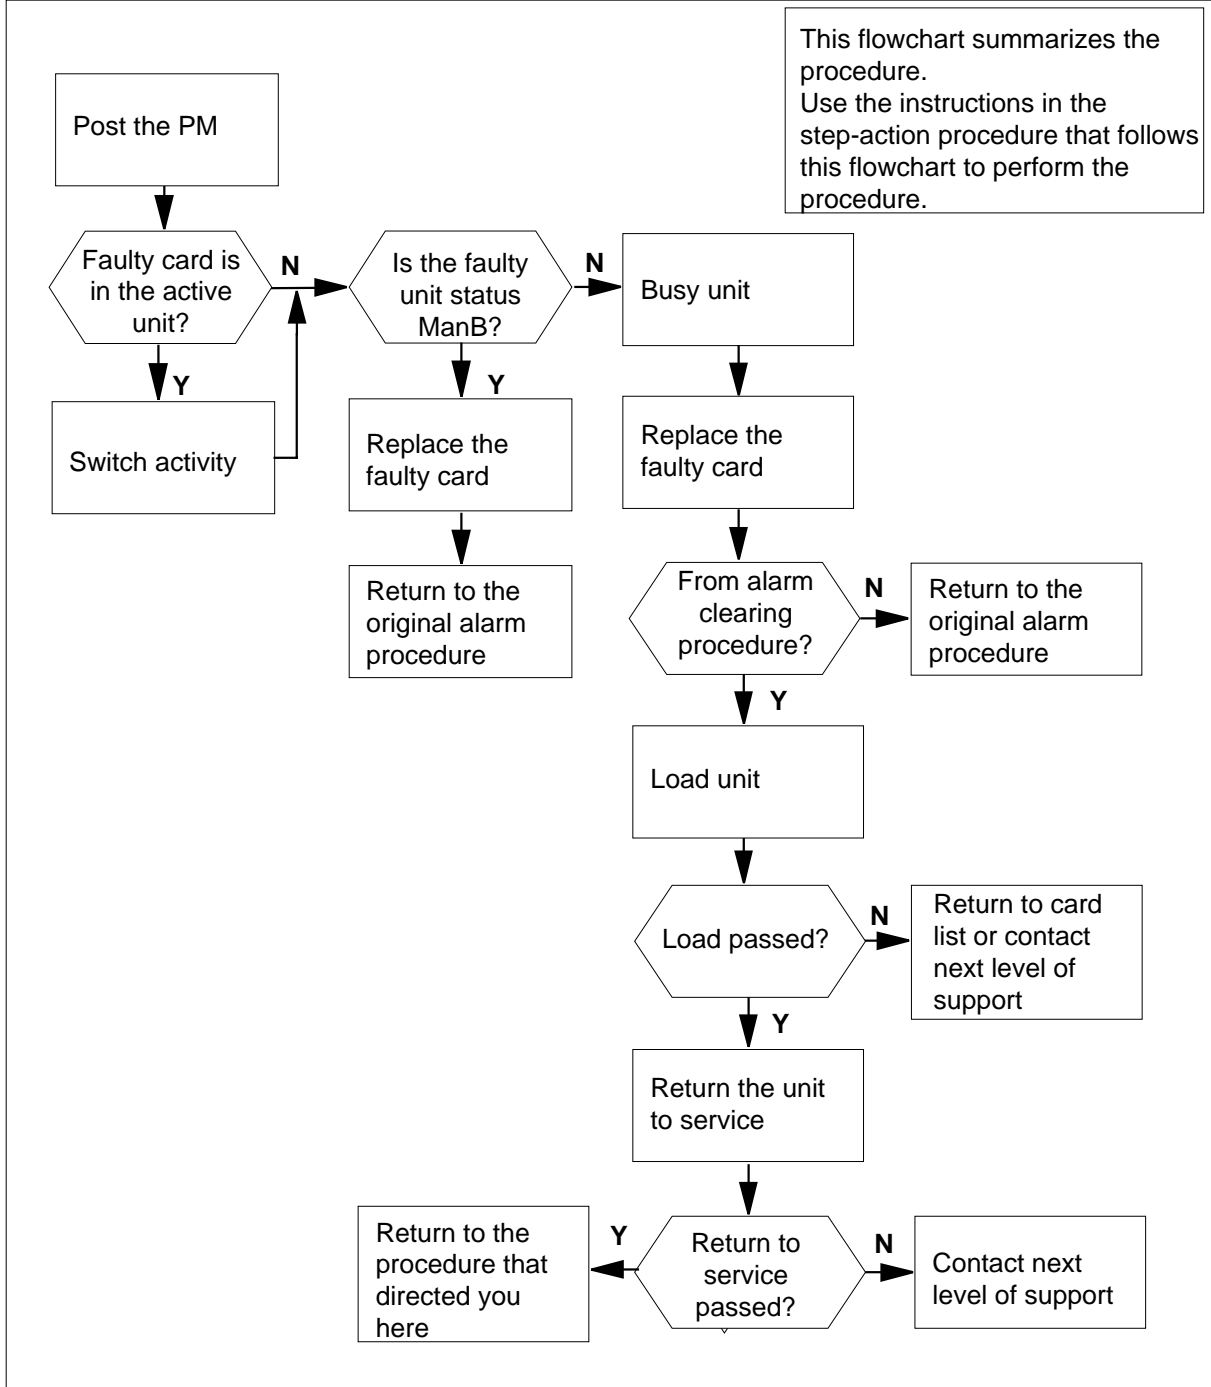 This flowchart summarizes the
procedure.
Use the instructions in the
step-action procedure that follows
this flowchart to perform the
procedure.
Post the PM
Faulty card is
in the active
unit?
N
Y
Switch activity
Is the faulty
unit status
ManB?
N
Y
Replace the
faulty card
Return to the
original alarm
procedure
Busy unit
Replace the
faulty card
From alarm
clearing
procedure?
N
Return to the
original alarm
procedure
Y
Load unit
Load passed?
N
Return to card
list or contact
next level of
support
Y
Return the unit
to service
Return to
service
passed?
Y
Return to the
procedure that
directed you
here
N
Contact next
level of support